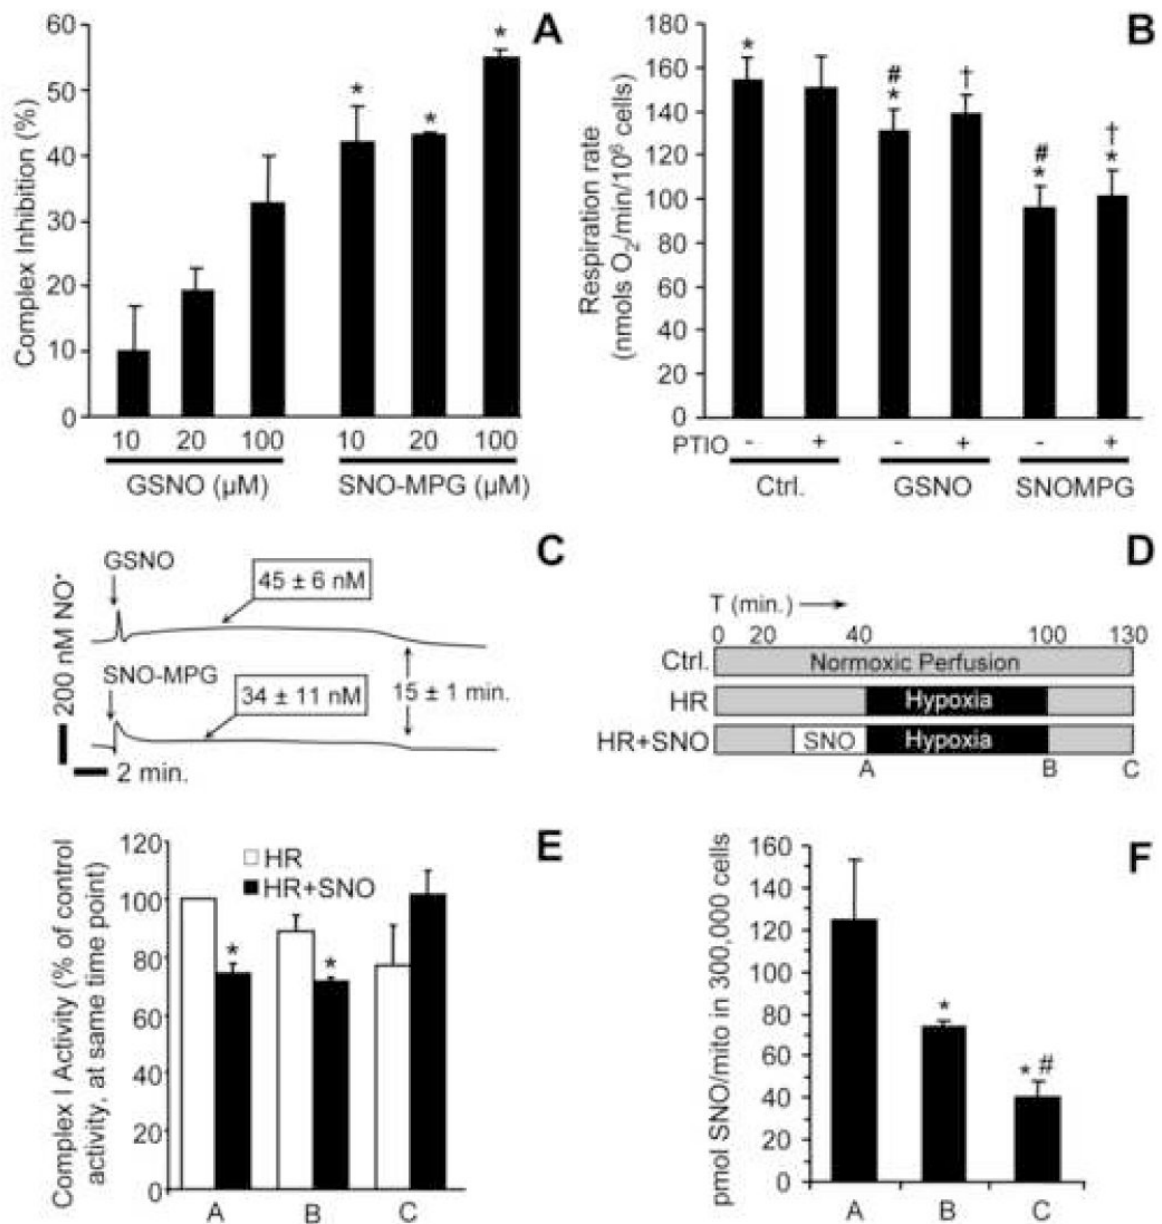 A
Complex Inhibition (%)
60
50
40
30
20
10
0
* * *
10 20 100 10 20 100
GSNO (µM) SNO-MPG (µM)
B
Respiration rate
(nmols O₂/min/10⁶ cells)
180
160
140
120
100
80
60
40
20
0
*
#
*
†
#
*
†
*
PTIO - + - + - +
Ctrl. GSNO SNOMPG
C
200 nM NO•
GSNO
45 ± 6 nM
SNO-MPG
34 ± 11 nM
15 ± 1 min.
2 min.
D
T (min.)
0 20 40 100 130
Ctrl. Normoxic Perfusion
HR Hypoxia
HR+SNO SNO Hypoxia
A B C
E
Complex I Activity (% of control
activity, at same time point)
120
100
80
60
40
20
0
HR
HR+SNO
* *
A B C
F
pmol SNO/mito in 300,000 cells
160
140
120
100
80
60
40
20
0
*
* #
A B C